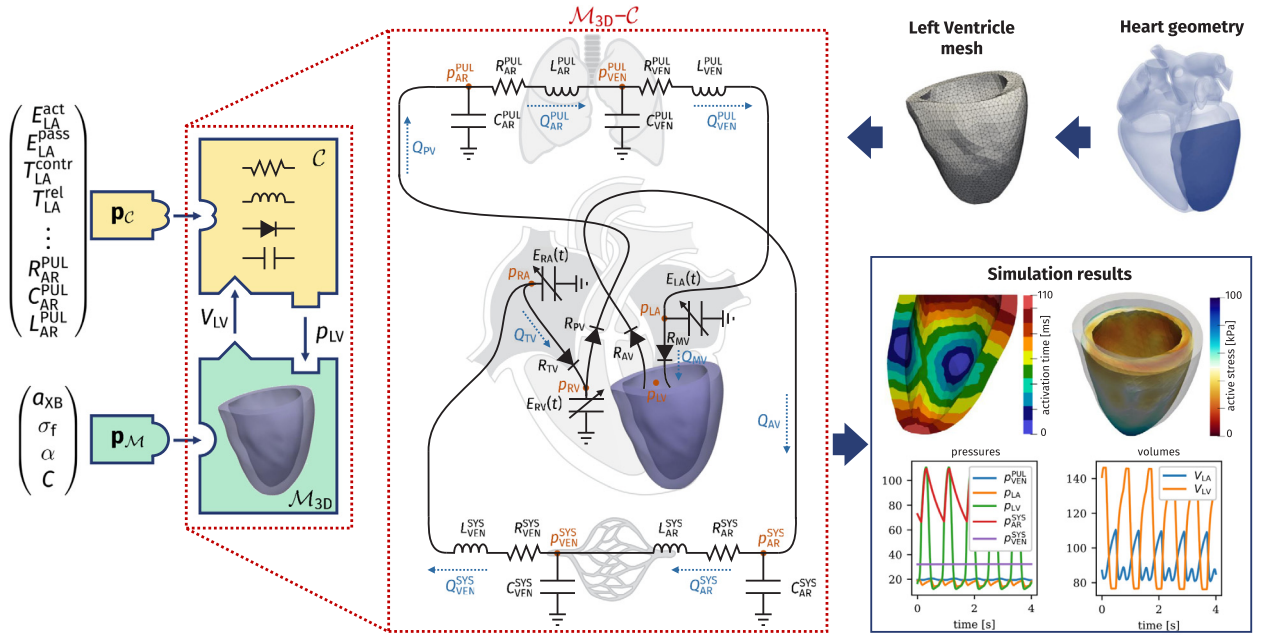 E_LA^act
E_LA^pass
T_LA^contr
T_LA^rel
⋮
R_AR^PUL
C_AR^PUL
L_AR^PUL
p_C
C
V_LV
p_LV
a_XB
σ_f
α
C
p_M
M_3D
M_3D–C
p_AR^PUL
R_AR^PUL
L_AR^PUL
p_VEN^PUL
R_VEN^PUL
L_VEN^PUL
C_AR^PUL
Q_AR^PUL
C_VEN^PUL
Q_VEN^PUL
Q_PV
p_RA
E_RA(t)
E_LA(t)
p_LA
Q_TV
R_PV
R_AV
R_MV
Q_MV
R_TV
p_RV
p_LV
E_RV(t)
Q_AV
L_VEN^SYS
R_VEN^SYS
p_VEN^SYS
L_AR^SYS
R_AR^SYS
p_AR^SYS
Q_VEN^SYS
C_VEN^SYS
Q_AR^SYS
C_AR^SYS
Left Ventricle
mesh
Heart geometry
Simulation results
110
activation time [ms]
0
100
active stress [kPa]
0
pressures
100
80
60
40
20
p_VEN^PUL
p_LA
p_LV
p_AR^SYS
p_VEN^SYS
0 2 4
time [s]
volumes
140
120
100
80
V_LA
V_LV
0 2 4
time [s]